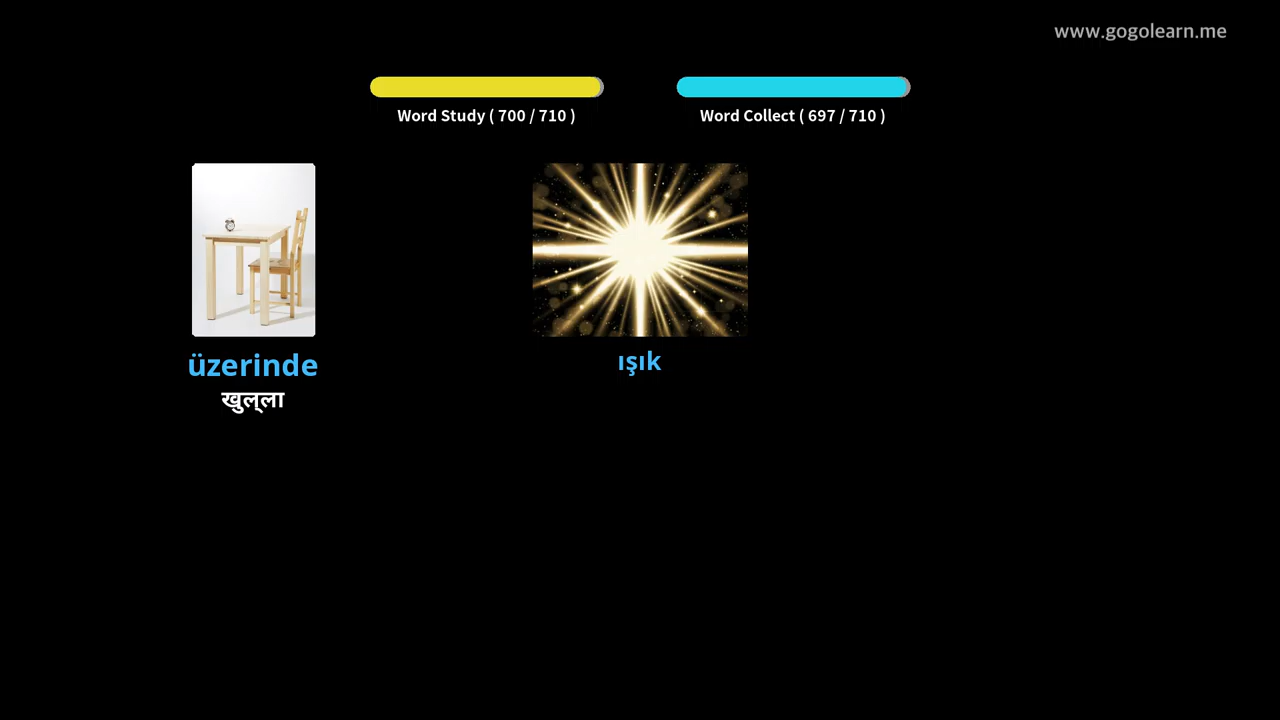 www.gogolearn.me
Word Study ( 700 / 710 )
Word Collect ( 697 / 710 )
üzerinde
खुल्ला
ışık